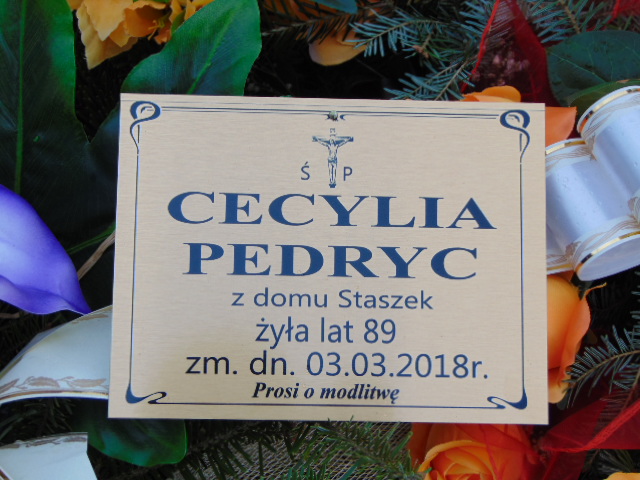 Ś P
CECYLIA
PEDRYC
z domu Staszek
żyła lat 89
zm. dn. 03.03.2018r.
Prosi o modlitwę